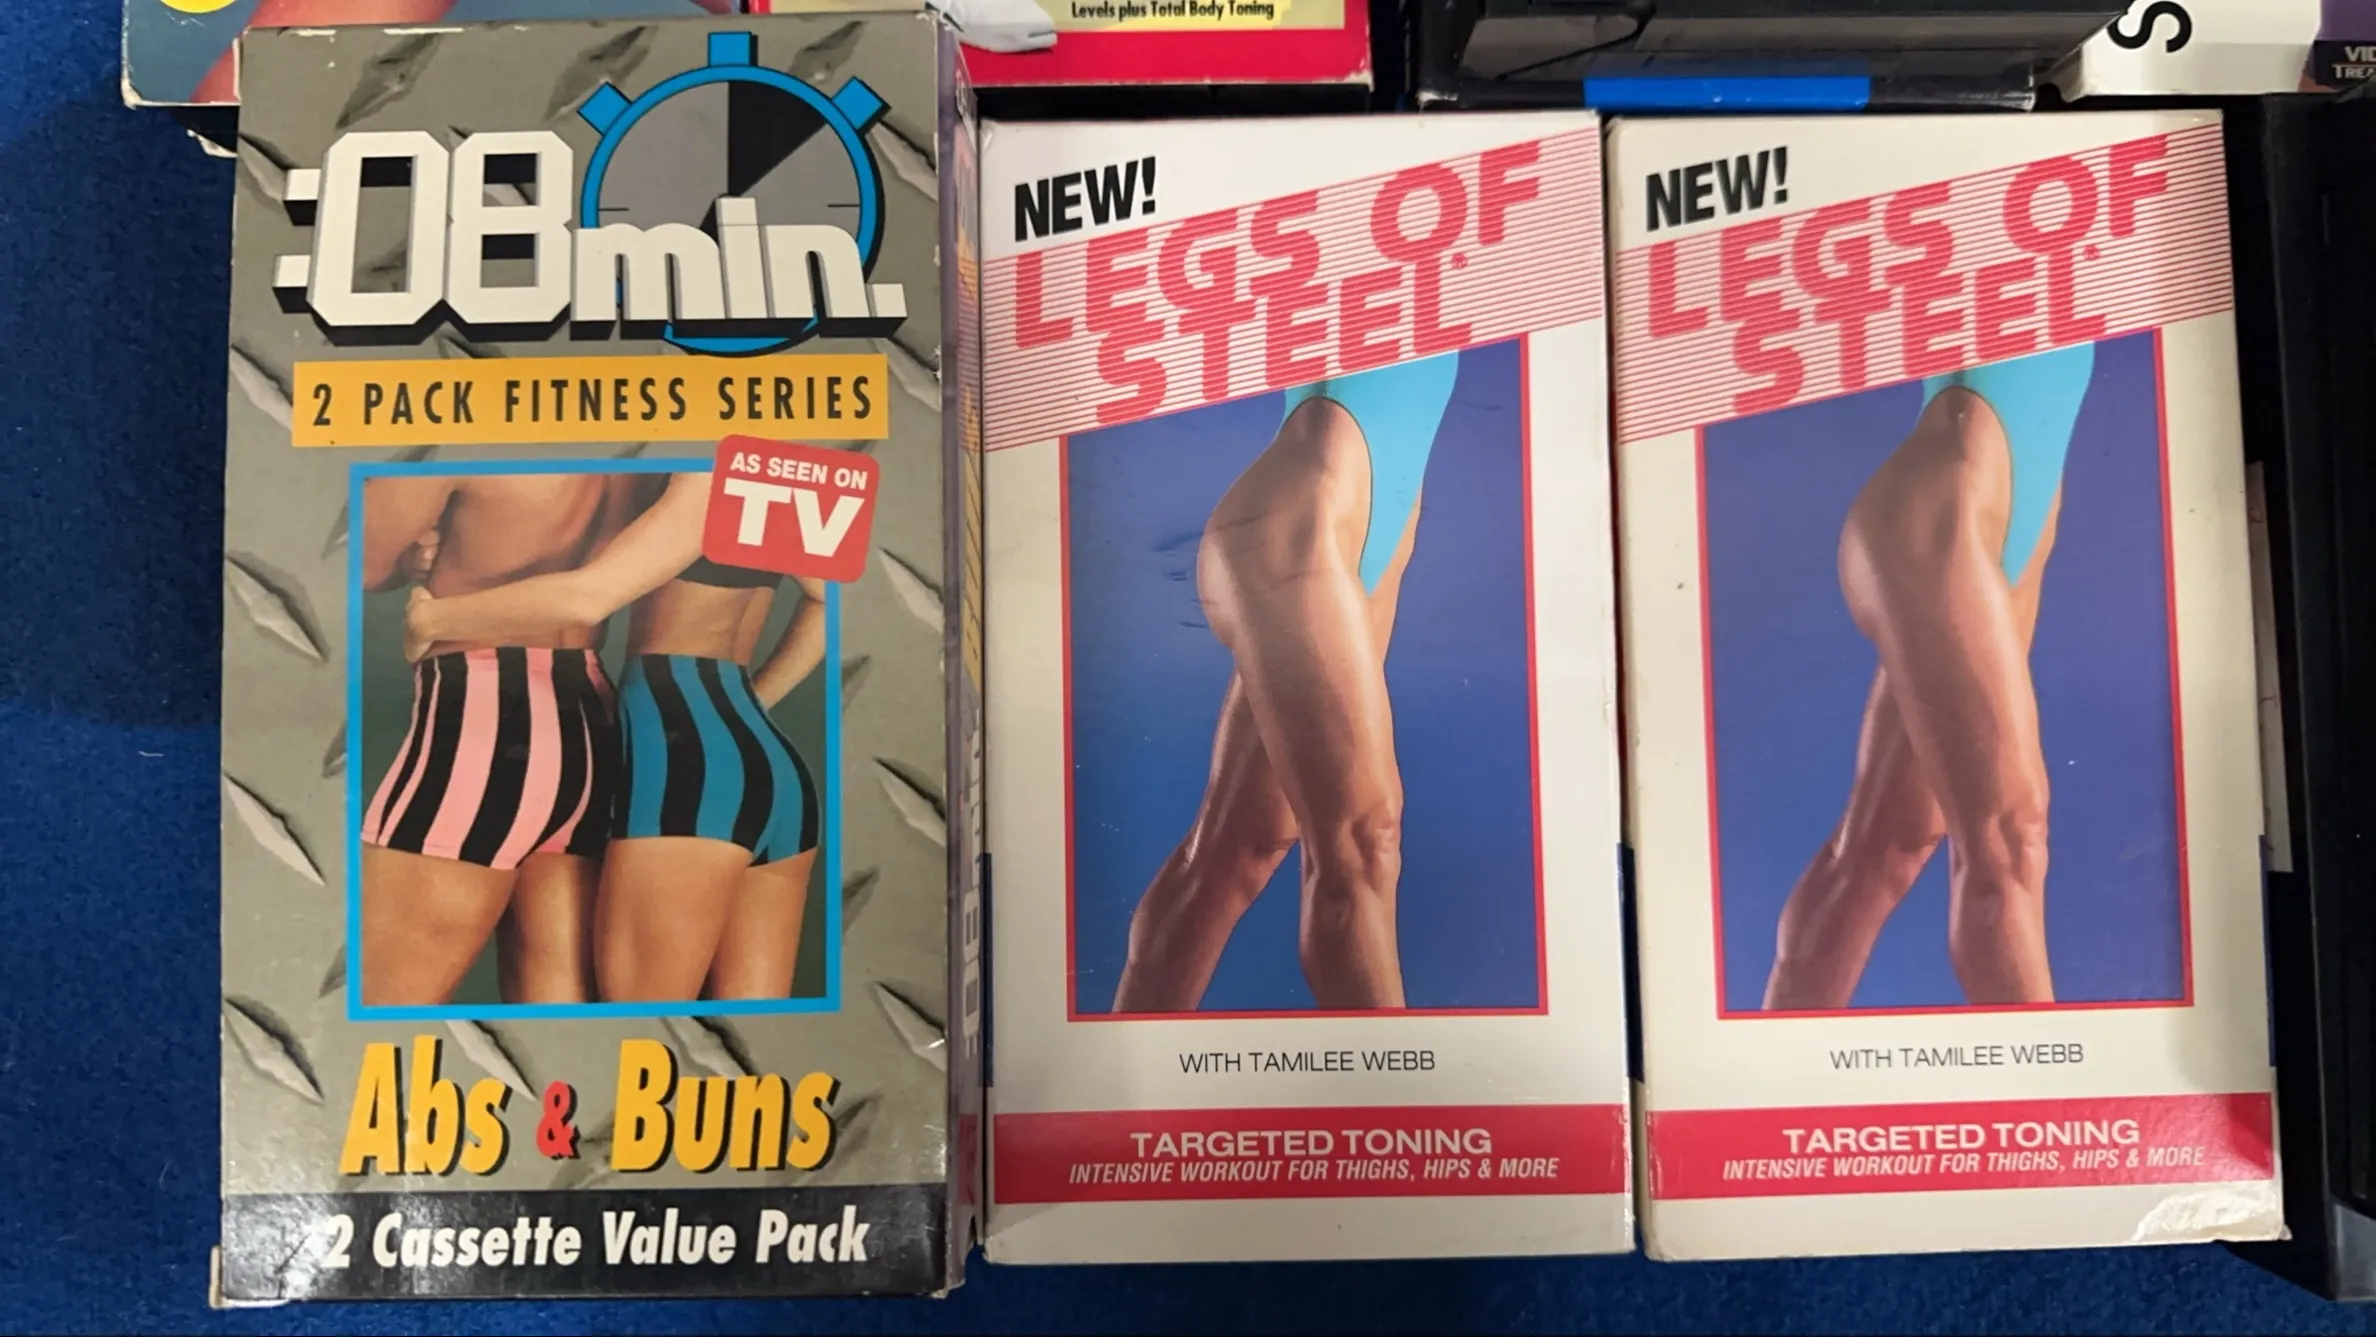 Levels plus Total Body Toning
S
VID
TREA
:08 min.
2 PACK FITNESS SERIES
AS SEEN ON
TV
Abs & Buns
2 Cassette Value Pack
NEW!
LEGS OF
STEEL®
WITH TAMILEE WEBB
TARGETED TONING
INTENSIVE WORKOUT FOR THIGHS, HIPS & MORE
NEW!
LEGS OF
STEEL®
WITH TAMILEE WEBB
TARGETED TONING
INTENSIVE WORKOUT FOR THIGHS, HIPS & MORE